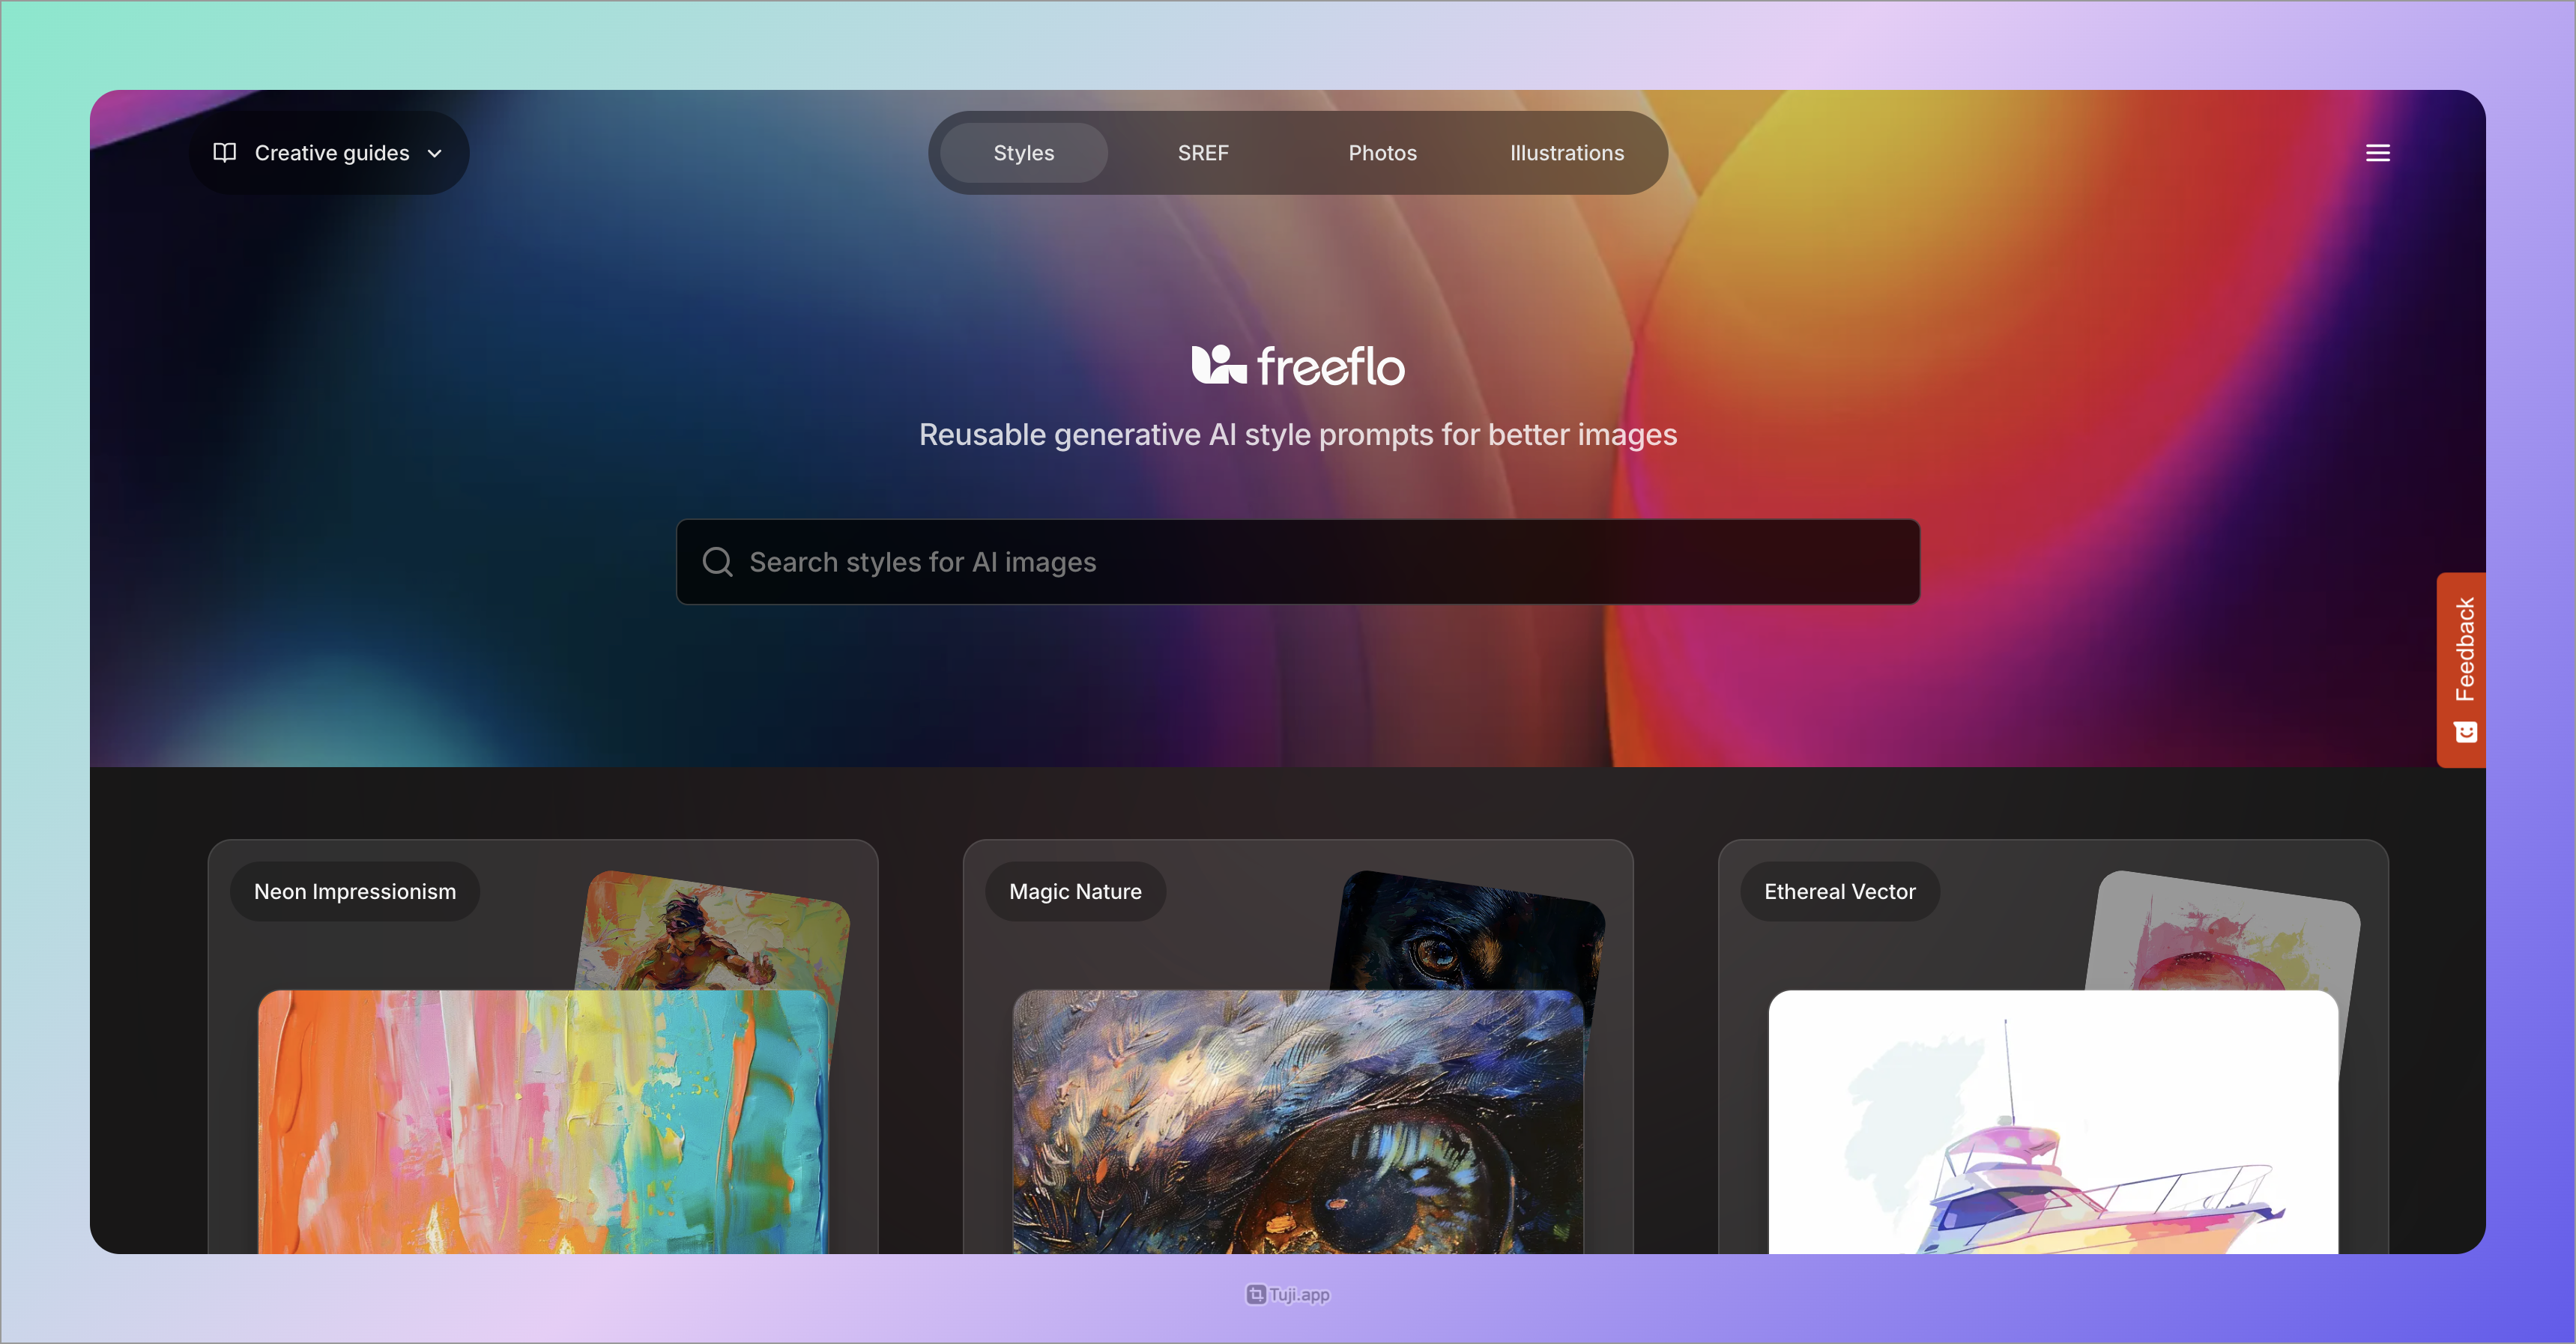 Creative guides
Styles
SREF
Photos
Illustrations
freeflo
Reusable generative AI style prompts for better images
Search styles for AI images
Feedback
Neon Impressionism
Magic Nature
Ethereal Vector
Tuji.app